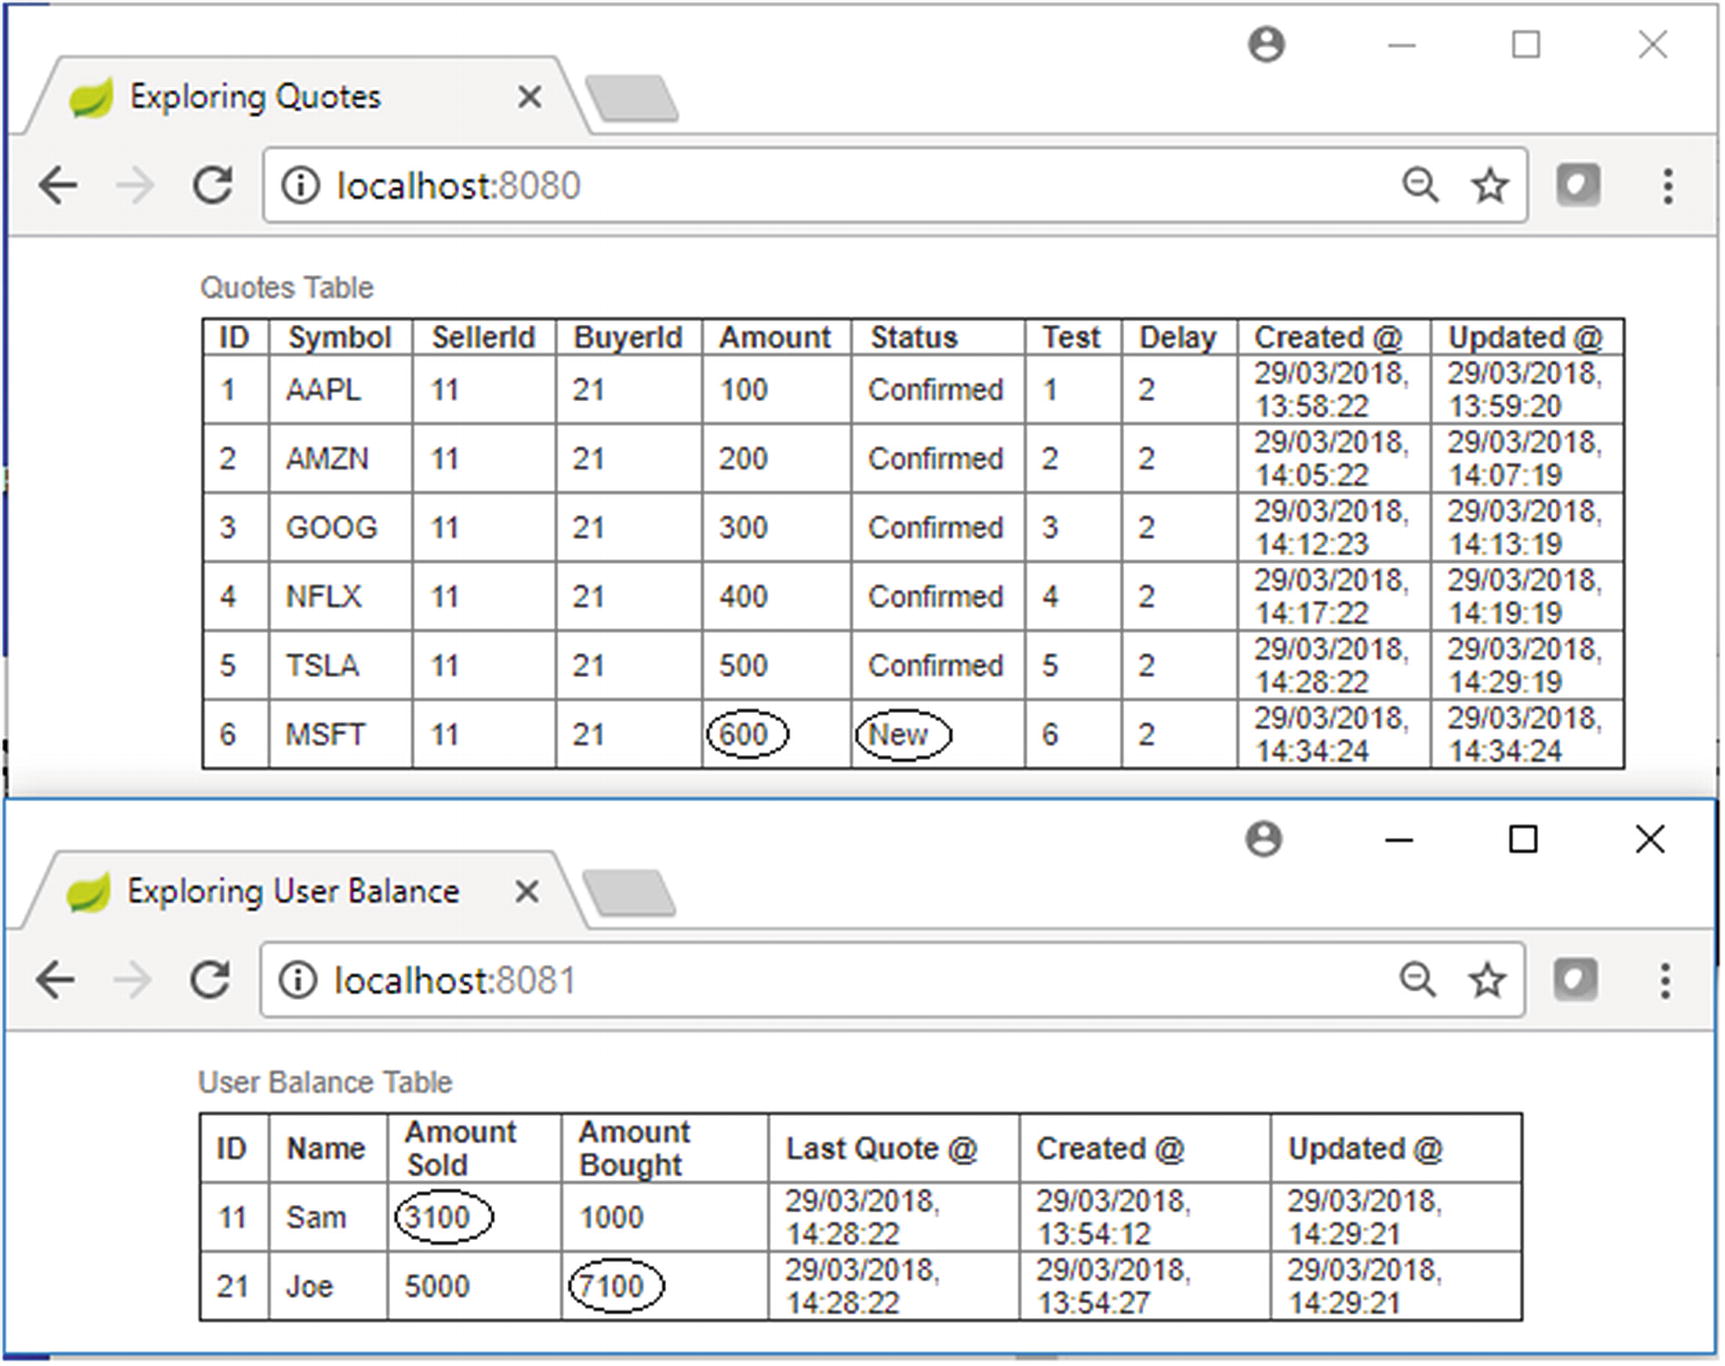 Exploring Quotes
localhost:8080
Quotes Table
ID Symbol SellerId BuyerId Amount Status Test Delay Created @ Updated @
1 AAPL 11 21 100 Confirmed 1 2 29/03/2018, 13:58:22 29/03/2018, 13:59:20
2 AMZN 11 21 200 Confirmed 2 2 29/03/2018, 14:05:22 29/03/2018, 14:07:19
3 GOOG 11 21 300 Confirmed 3 2 29/03/2018, 14:12:23 29/03/2018, 14:13:19
4 NFLX 11 21 400 Confirmed 4 2 29/03/2018, 14:17:22 29/03/2018, 14:19:19
5 TSLA 11 21 500 Confirmed 5 2 29/03/2018, 14:28:22 29/03/2018, 14:29:19
6 MSFT 11 21 600 New 6 2 29/03/2018, 14:34:24 29/03/2018, 14:34:24
Exploring User Balance
localhost:8081
User Balance Table
ID Name Amount Sold Amount Bought Last Quote @ Created @ Updated @
11 Sam 3100 1000 29/03/2018, 14:28:22 29/03/2018, 13:54:12 29/03/2018, 14:29:21
21 Joe 5000 7100 29/03/2018, 14:28:22 29/03/2018, 13:54:27 29/03/2018, 14:29:21